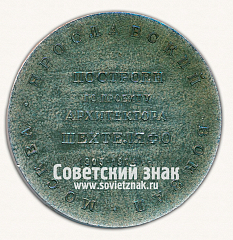 МОСКВА ЯРОСЛАВСКИЙ ВОКЗАЛ
ПОСТРОЕН
ПО ПРОЕКТУ
АРХИТЕКТОРА
ШЕХТЕЛЯ Ф О
Советский знак
www.sovietznak.ru